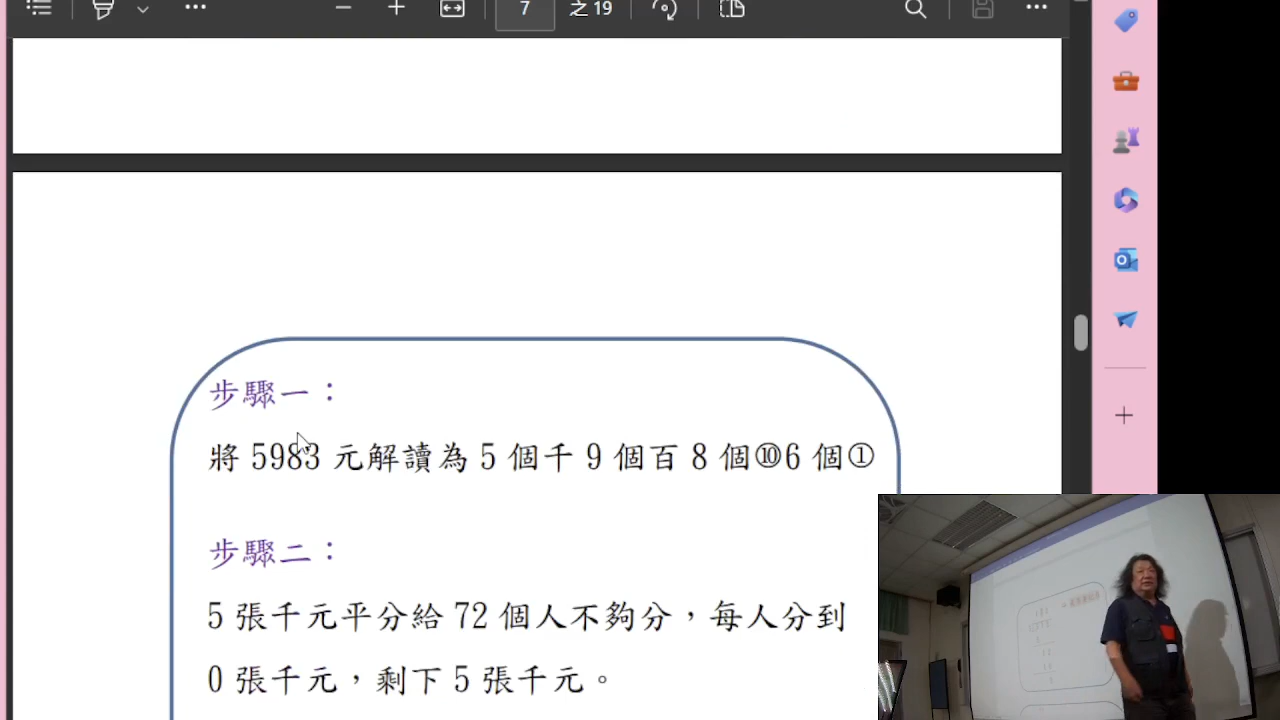 7 之 19
步驟一：
將 5983 元解讀為 5 個千 9 個百 8 個⑩6 個①
步驟二：
5 張千元平分給 72 個人不夠分，每人分到
0 張千元，剩下 5 張千元。